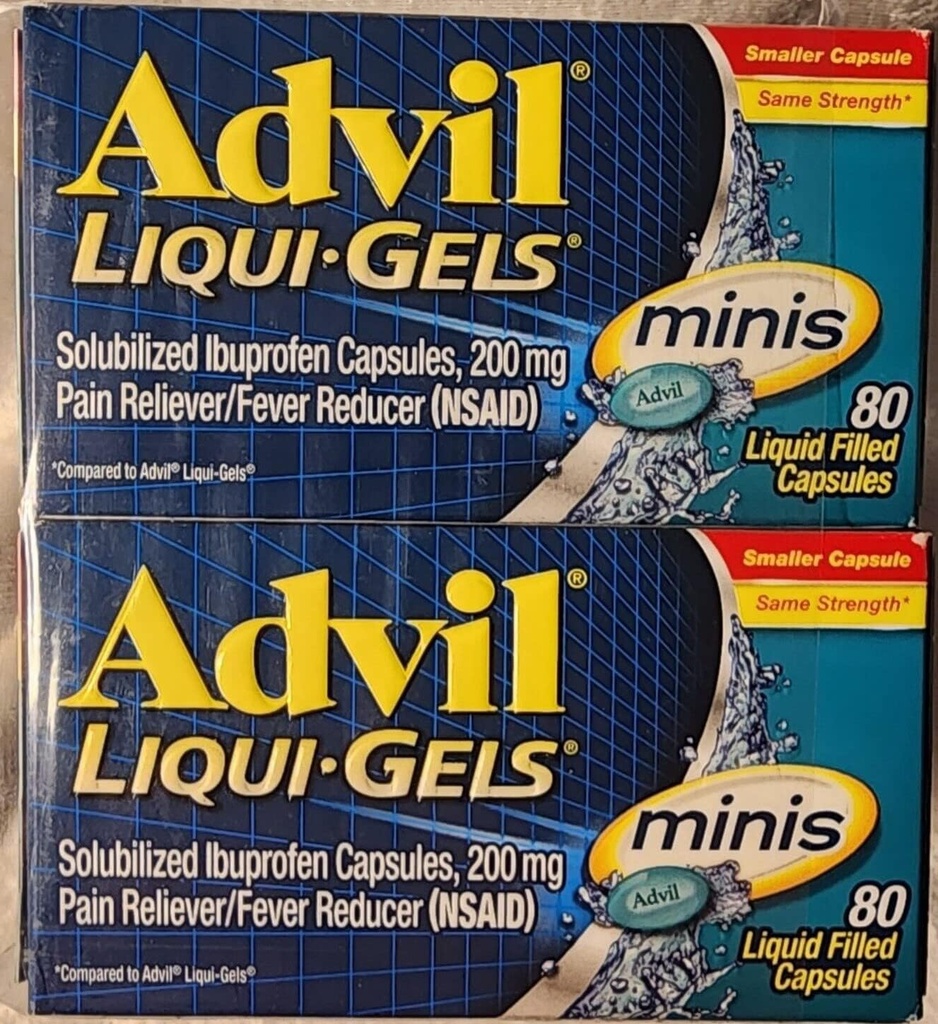 Advil®
LIQUI·GELS®
Smaller Capsule
Same Strength*
minis
Solubilized Ibuprofen Capsules, 200 mg
Pain Reliever/Fever Reducer (NSAID)
Advil
80
Liquid Filled
Capsules
*Compared to Advil® Liqui-Gels®
Advil®
LIQUI·GELS®
Smaller Capsule
Same Strength*
minis
Solubilized Ibuprofen Capsules, 200 mg
Pain Reliever/Fever Reducer (NSAID)
Advil
80
Liquid Filled
Capsules
*Compared to Advil® Liqui-Gels®